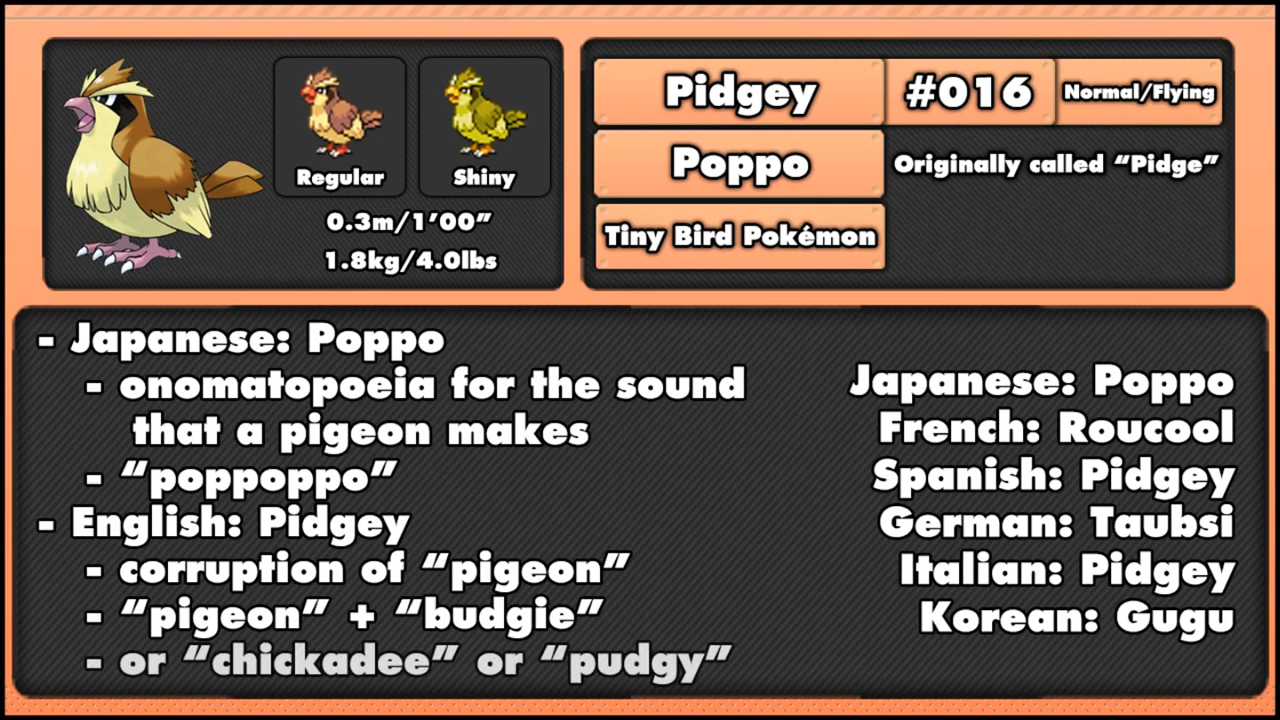 Regular
Shiny
0.3m/1’00”
1.8kg/4.0lbs
Pidgey
#016
Normal/Flying
Poppo
Originally called “Pidge”
Tiny Bird Pokémon
- Japanese: Poppo
- onomatopoeia for the sound
that a pigeon makes
- “poppoppo”
- English: Pidgey
- corruption of “pigeon”
- “pigeon” + “budgie”
- or “chickadee” or “pudgy”
Japanese: Poppo
French: Roucool
Spanish: Pidgey
German: Taubsi
Italian: Pidgey
Korean: Gugu